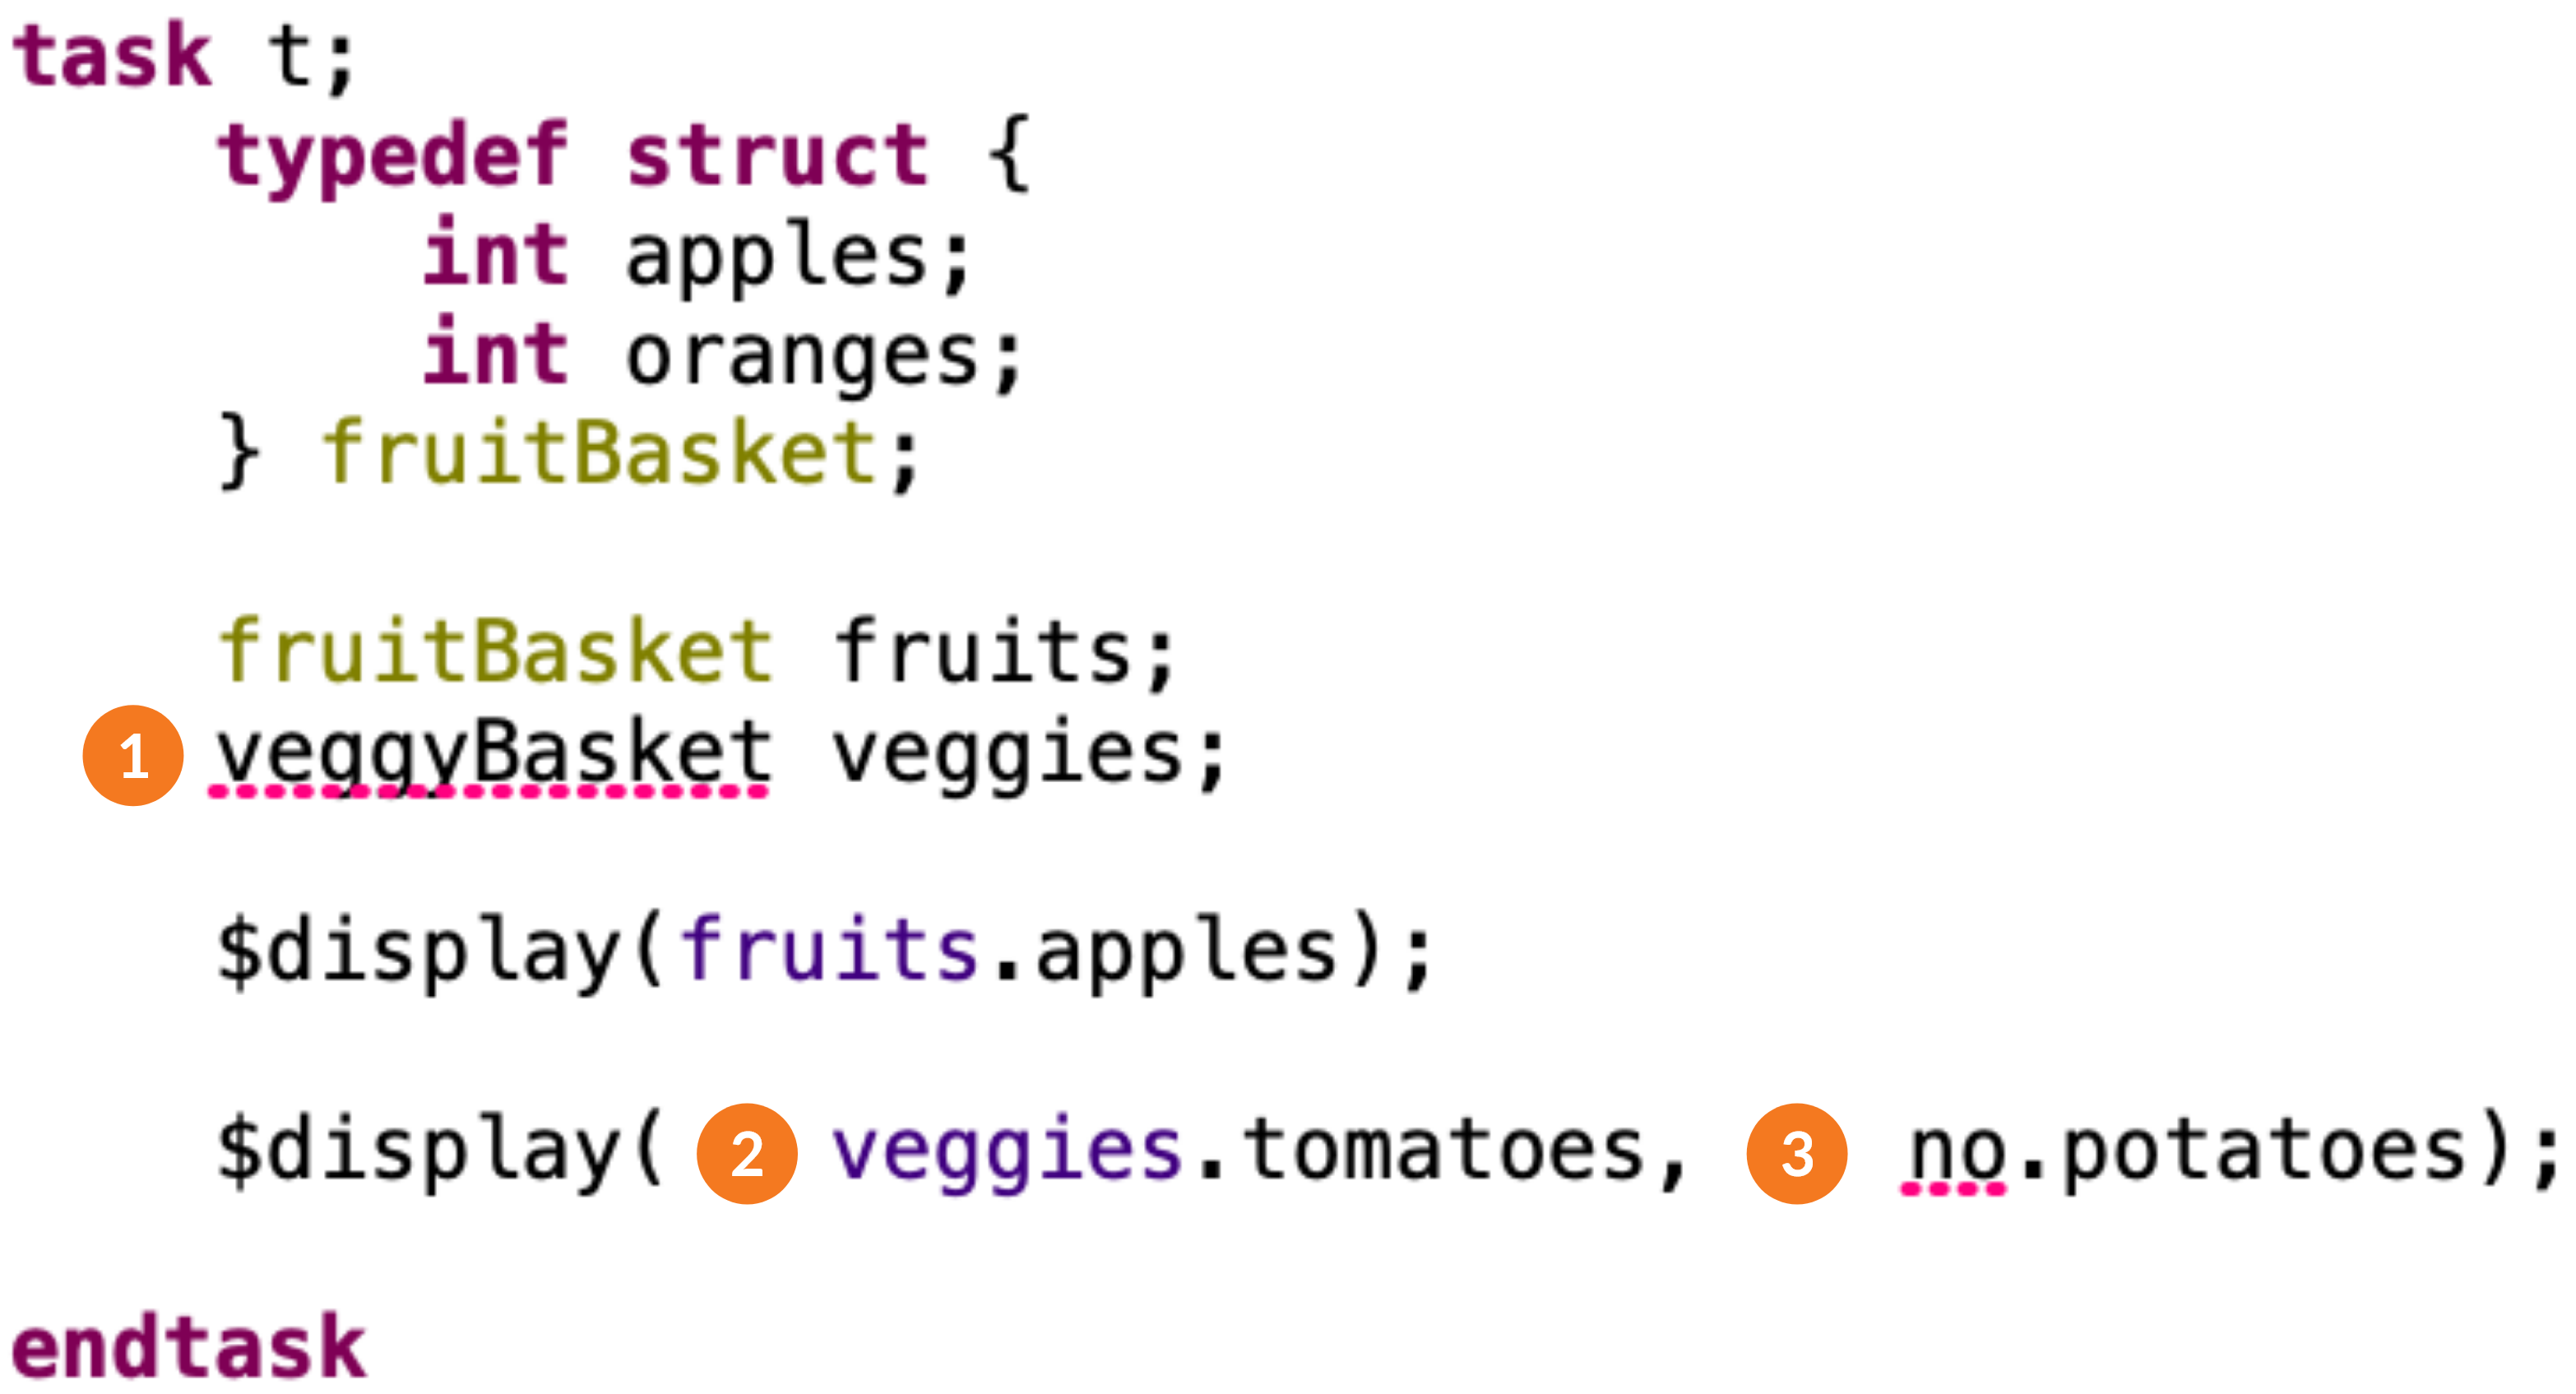 task t;
typedef struct {
int apples;
int oranges;
} fruitBasket;
fruitBasket fruits;
1 veggyBasket veggies;
$display(fruits.apples);
$display( 2 veggies.tomatoes, 3 no.potatoes);
endtask